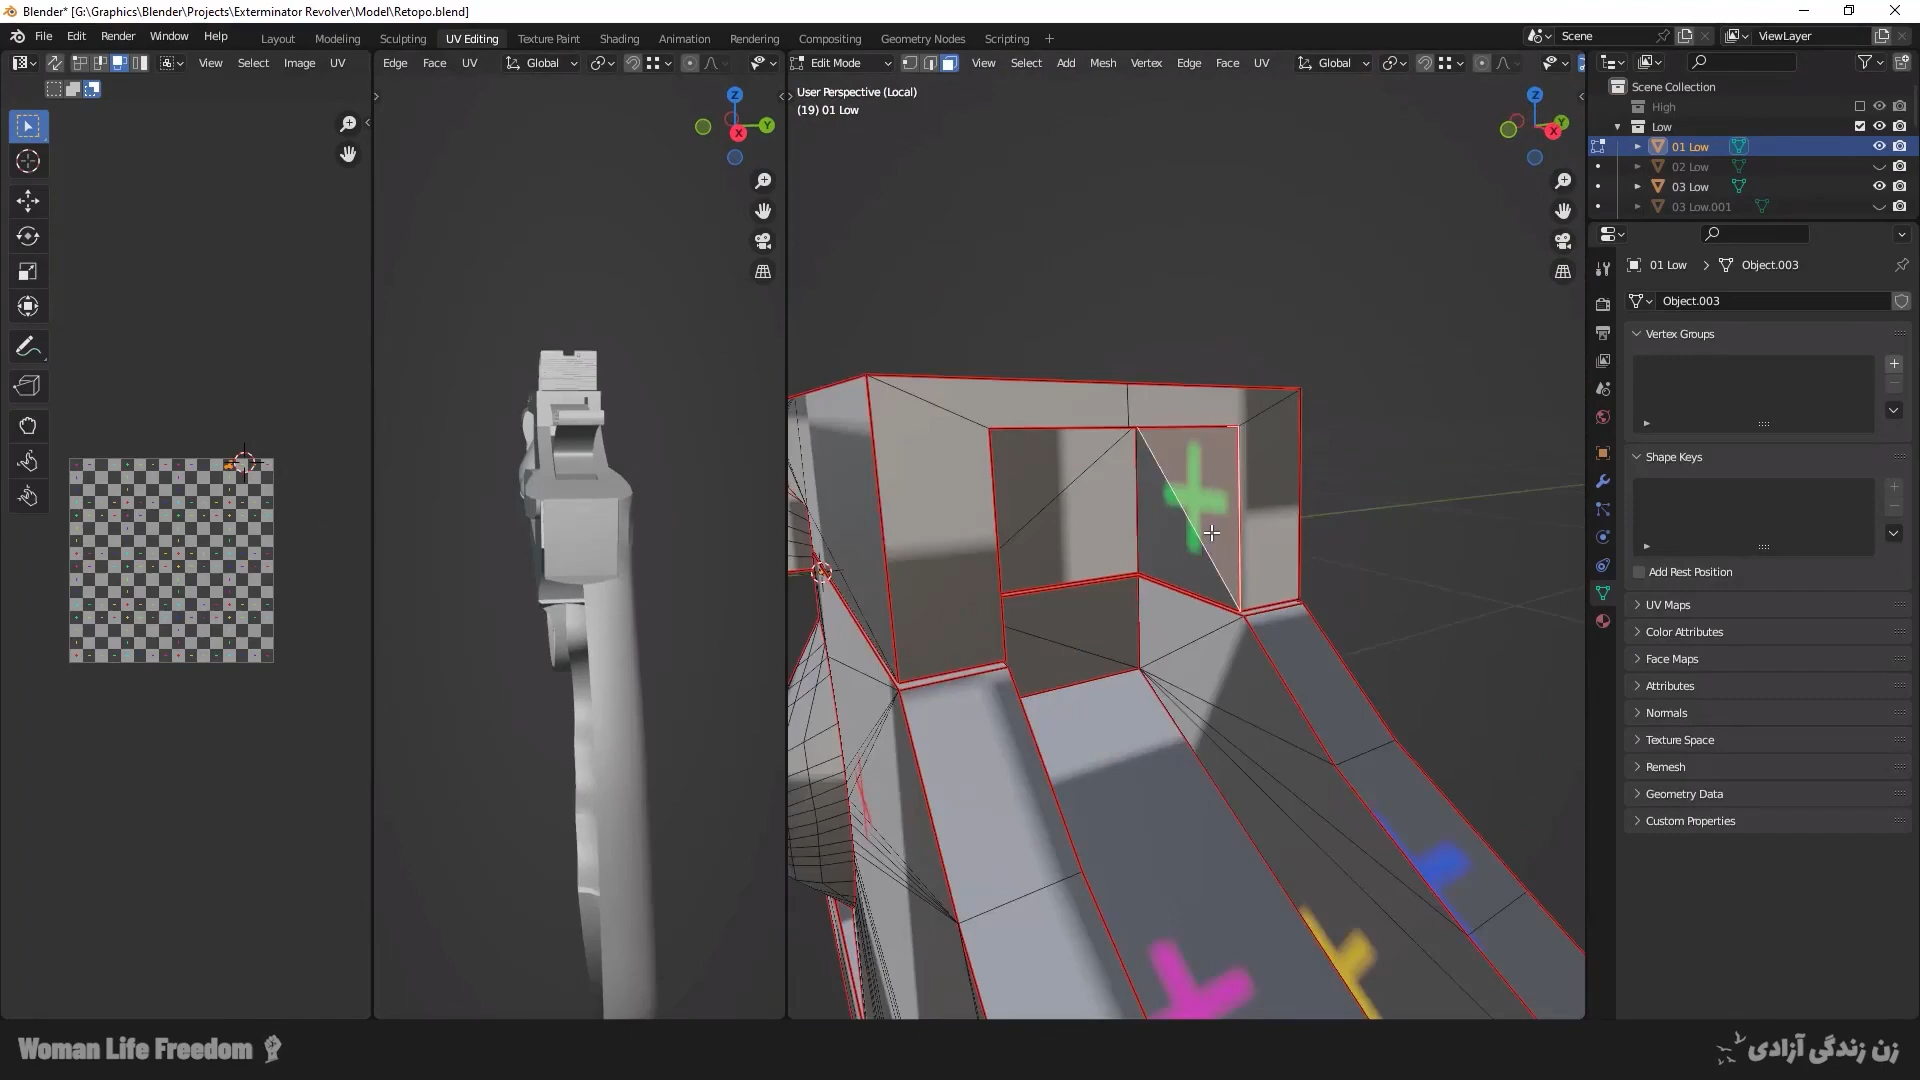 Blender* [G:\Graphics\Blender\Projects\Exterminator Revolver\Model\Retopo.blend]
File Edit Render Window Help
Layout Modeling Sculpting UV Editing Texture Paint Shading Animation Rendering Compositing Geometry Nodes Scripting +
Scene
ViewLayer
View Select Image UV
Edge Face UV Global
Edit Mode View Select Add Mesh Vertex Edge Face UV Global
User Perspective (Local)
(19) 01 Low
Z
Y
X
Z
Y
X
Scene Collection
High
Low
01 Low
02 Low
03 Low
03 Low.001
01 Low > Object.003
Object.003
Vertex Groups
Shape Keys
Add Rest Position
UV Maps
Color Attributes
Face Maps
Attributes
Normals
Texture Space
Remesh
Geometry Data
Custom Properties
Woman Life Freedom
زن زندگی آزادی